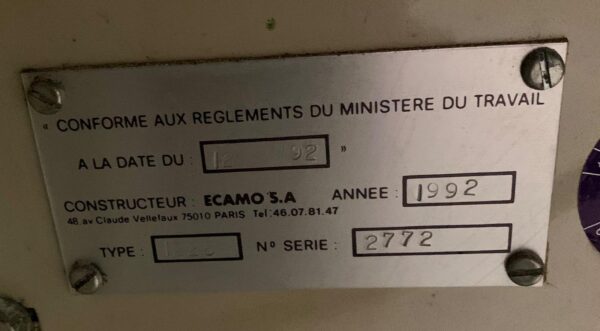 « CONFORME AUX REGLEMENTS DU MINISTERE DU TRAVAIL
A LA DATE DU : 92 »
CONSTRUCTEUR : ECAMO S.A ANNEE : 1992
48, av Claude Vellefaux 75010 PARIS Tel: 46.07.81.47
TYPE : N° SERIE : 2772